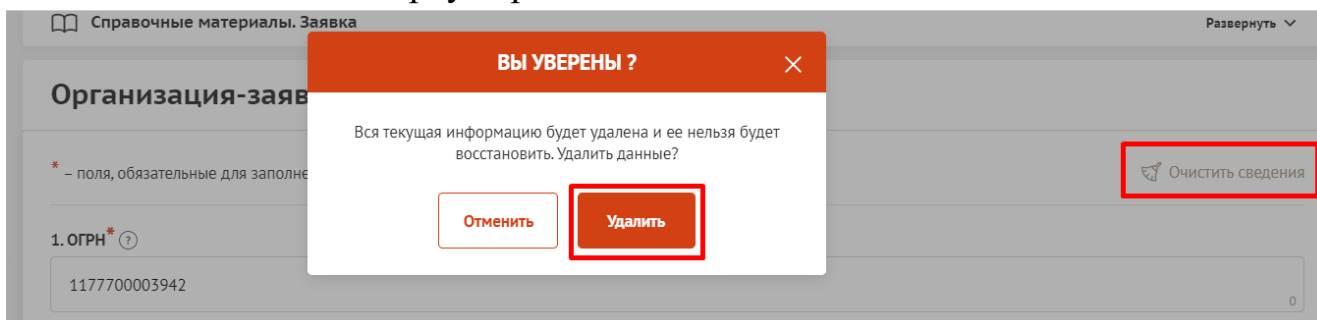 Справочные материалы. Заявка
Развернуть
ВЫ УВЕРЕНЫ ?
Организация-заяв
Вся текущая информацию будет удалена и ее нельзя будет
восстановить. Удалить данные?
* – поля, обязательные для заполне
Очистить сведения
Отменить
Удалить
1. ОГРН* ?
1177700003942
0